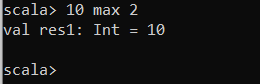 scala> 10 max 2
val res1: Int = 10
scala>